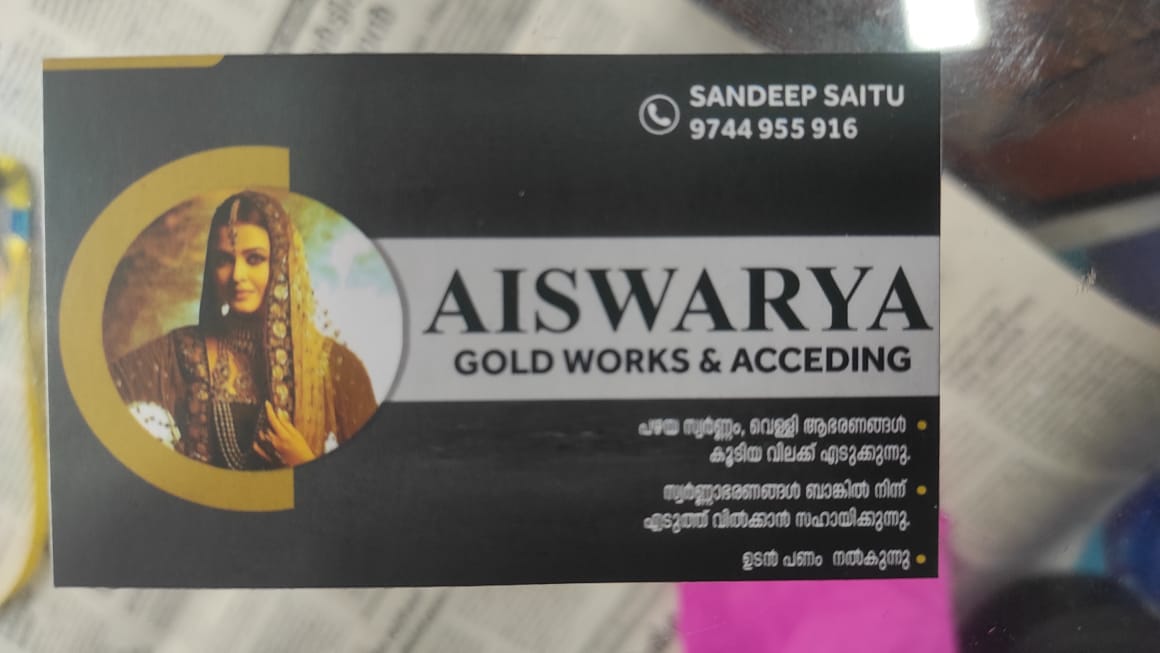 SANDEEP SAITU
9744 955 916
AISWARYA
GOLD WORKS & ACCEDING
പഴയ സ്വർണ്ണം, വെള്ളി ആഭരണങ്ങൾ •
കൂടിയ വിലക്ക് എടുക്കുന്നു.
സ്വർണ്ണാഭരണങ്ങൾ ബാങ്കിൽ നിന്ന് •
എടുത്ത് വിൽക്കാൻ സഹായിക്കുന്നു.
ഉടൻ പണം നൽകുന്നു •